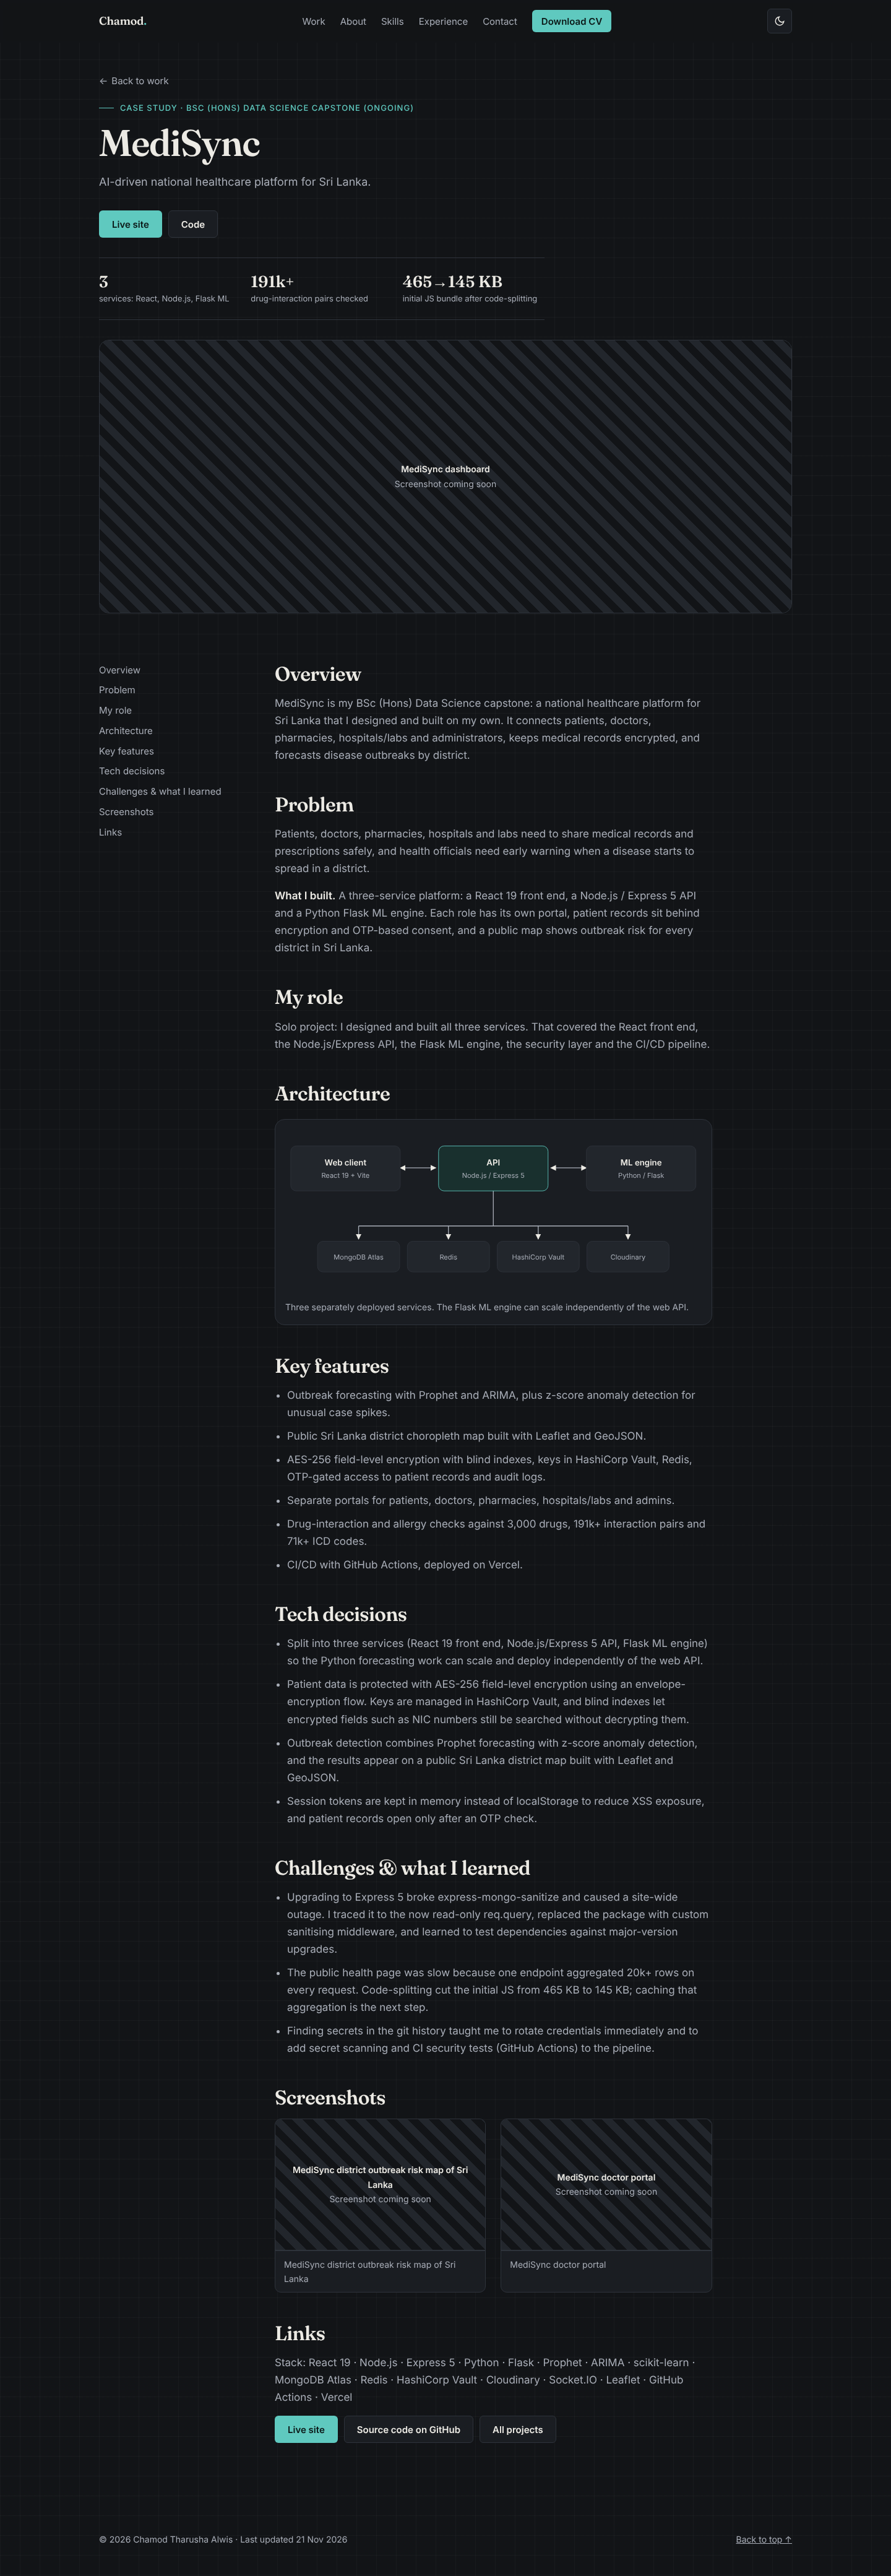 Chamod.
Work
About
Skills
Experience
Contact
Download CV
← Back to work
CASE STUDY · BSC (HONS) DATA SCIENCE CAPSTONE (ONGOING)
MediSync
AI-driven national healthcare platform for Sri Lanka.
Live site
Code
3
services: React, Node.js, Flask ML
191k+
drug-interaction pairs checked
465→145 KB
initial JS bundle after code-splitting
MediSync dashboard
Screenshot coming soon
Overview
Problem
My role
Architecture
Key features
Tech decisions
Challenges & what I learned
Screenshots
Links
Overview
MediSync is my BSc (Hons) Data Science capstone: a national healthcare platform for
Sri Lanka that I designed and built on my own. It connects patients, doctors,
pharmacies, hospitals/labs and administrators, keeps medical records encrypted, and
forecasts disease outbreaks by district.
Problem
Patients, doctors, pharmacies, hospitals and labs need to share medical records and
prescriptions safely, and health officials need early warning when a disease starts to
spread in a district.
What I built. A three-service platform: a React 19 front end, a Node.js / Express 5 API
and a Python Flask ML engine. Each role has its own portal, patient records sit behind
encryption and OTP-based consent, and a public map shows outbreak risk for every
district in Sri Lanka.
My role
Solo project: I designed and built all three services. That covered the React front end,
the Node.js/Express API, the Flask ML engine, the security layer and the CI/CD pipeline.
Architecture
Web client
React 19 + Vite
API
Node.js / Express 5
ML engine
Python / Flask
MongoDB Atlas
Redis
HashiCorp Vault
Cloudinary
Three separately deployed services. The Flask ML engine can scale independently of the web API.
Key features
• Outbreak forecasting with Prophet and ARIMA, plus z-score anomaly detection for
unusual case spikes.
• Public Sri Lanka district choropleth map built with Leaflet and GeoJSON.
• AES-256 field-level encryption with blind indexes, keys in HashiCorp Vault, Redis,
OTP-gated access to patient records and audit logs.
• Separate portals for patients, doctors, pharmacies, hospitals/labs and admins.
• Drug-interaction and allergy checks against 3,000 drugs, 191k+ interaction pairs and
71k+ ICD codes.
• CI/CD with GitHub Actions, deployed on Vercel.
Tech decisions
• Split into three services (React 19 front end, Node.js/Express 5 API, Flask ML engine)
so the Python forecasting work can scale and deploy independently of the web API.
• Patient data is protected with AES-256 field-level encryption using an envelope-
encryption flow. Keys are managed in HashiCorp Vault, and blind indexes let
encrypted fields such as NIC numbers still be searched without decrypting them.
• Outbreak detection combines Prophet forecasting with z-score anomaly detection,
and the results appear on a public Sri Lanka district map built with Leaflet and
GeoJSON.
• Session tokens are kept in memory instead of localStorage to reduce XSS exposure,
and patient records open only after an OTP check.
Challenges & what I learned
• Upgrading to Express 5 broke express-mongo-sanitize and caused a site-wide
outage. I traced it to the now read-only req.query, replaced the package with custom
sanitising middleware, and learned to test dependencies against major-version
upgrades.
• The public health page was slow because one endpoint aggregated 20k+ rows on
every request. Code-splitting cut the initial JS from 465 KB to 145 KB; caching that
aggregation is the next step.
• Finding secrets in the git history taught me to rotate credentials immediately and to
add secret scanning and CI security tests (GitHub Actions) to the pipeline.
Screenshots
MediSync district outbreak risk map of Sri
Lanka
Screenshot coming soon
MediSync district outbreak risk map of Sri
Lanka
MediSync doctor portal
Screenshot coming soon
MediSync doctor portal
Links
Stack: React 19 · Node.js · Express 5 · Python · Flask · Prophet · ARIMA · scikit-learn ·
MongoDB Atlas · Redis · HashiCorp Vault · Cloudinary · Socket.IO · Leaflet · GitHub
Actions · Vercel
Live site
Source code on GitHub
All projects
© 2026 Chamod Tharusha Alwis · Last updated 21 Nov 2026
Back to top ↑